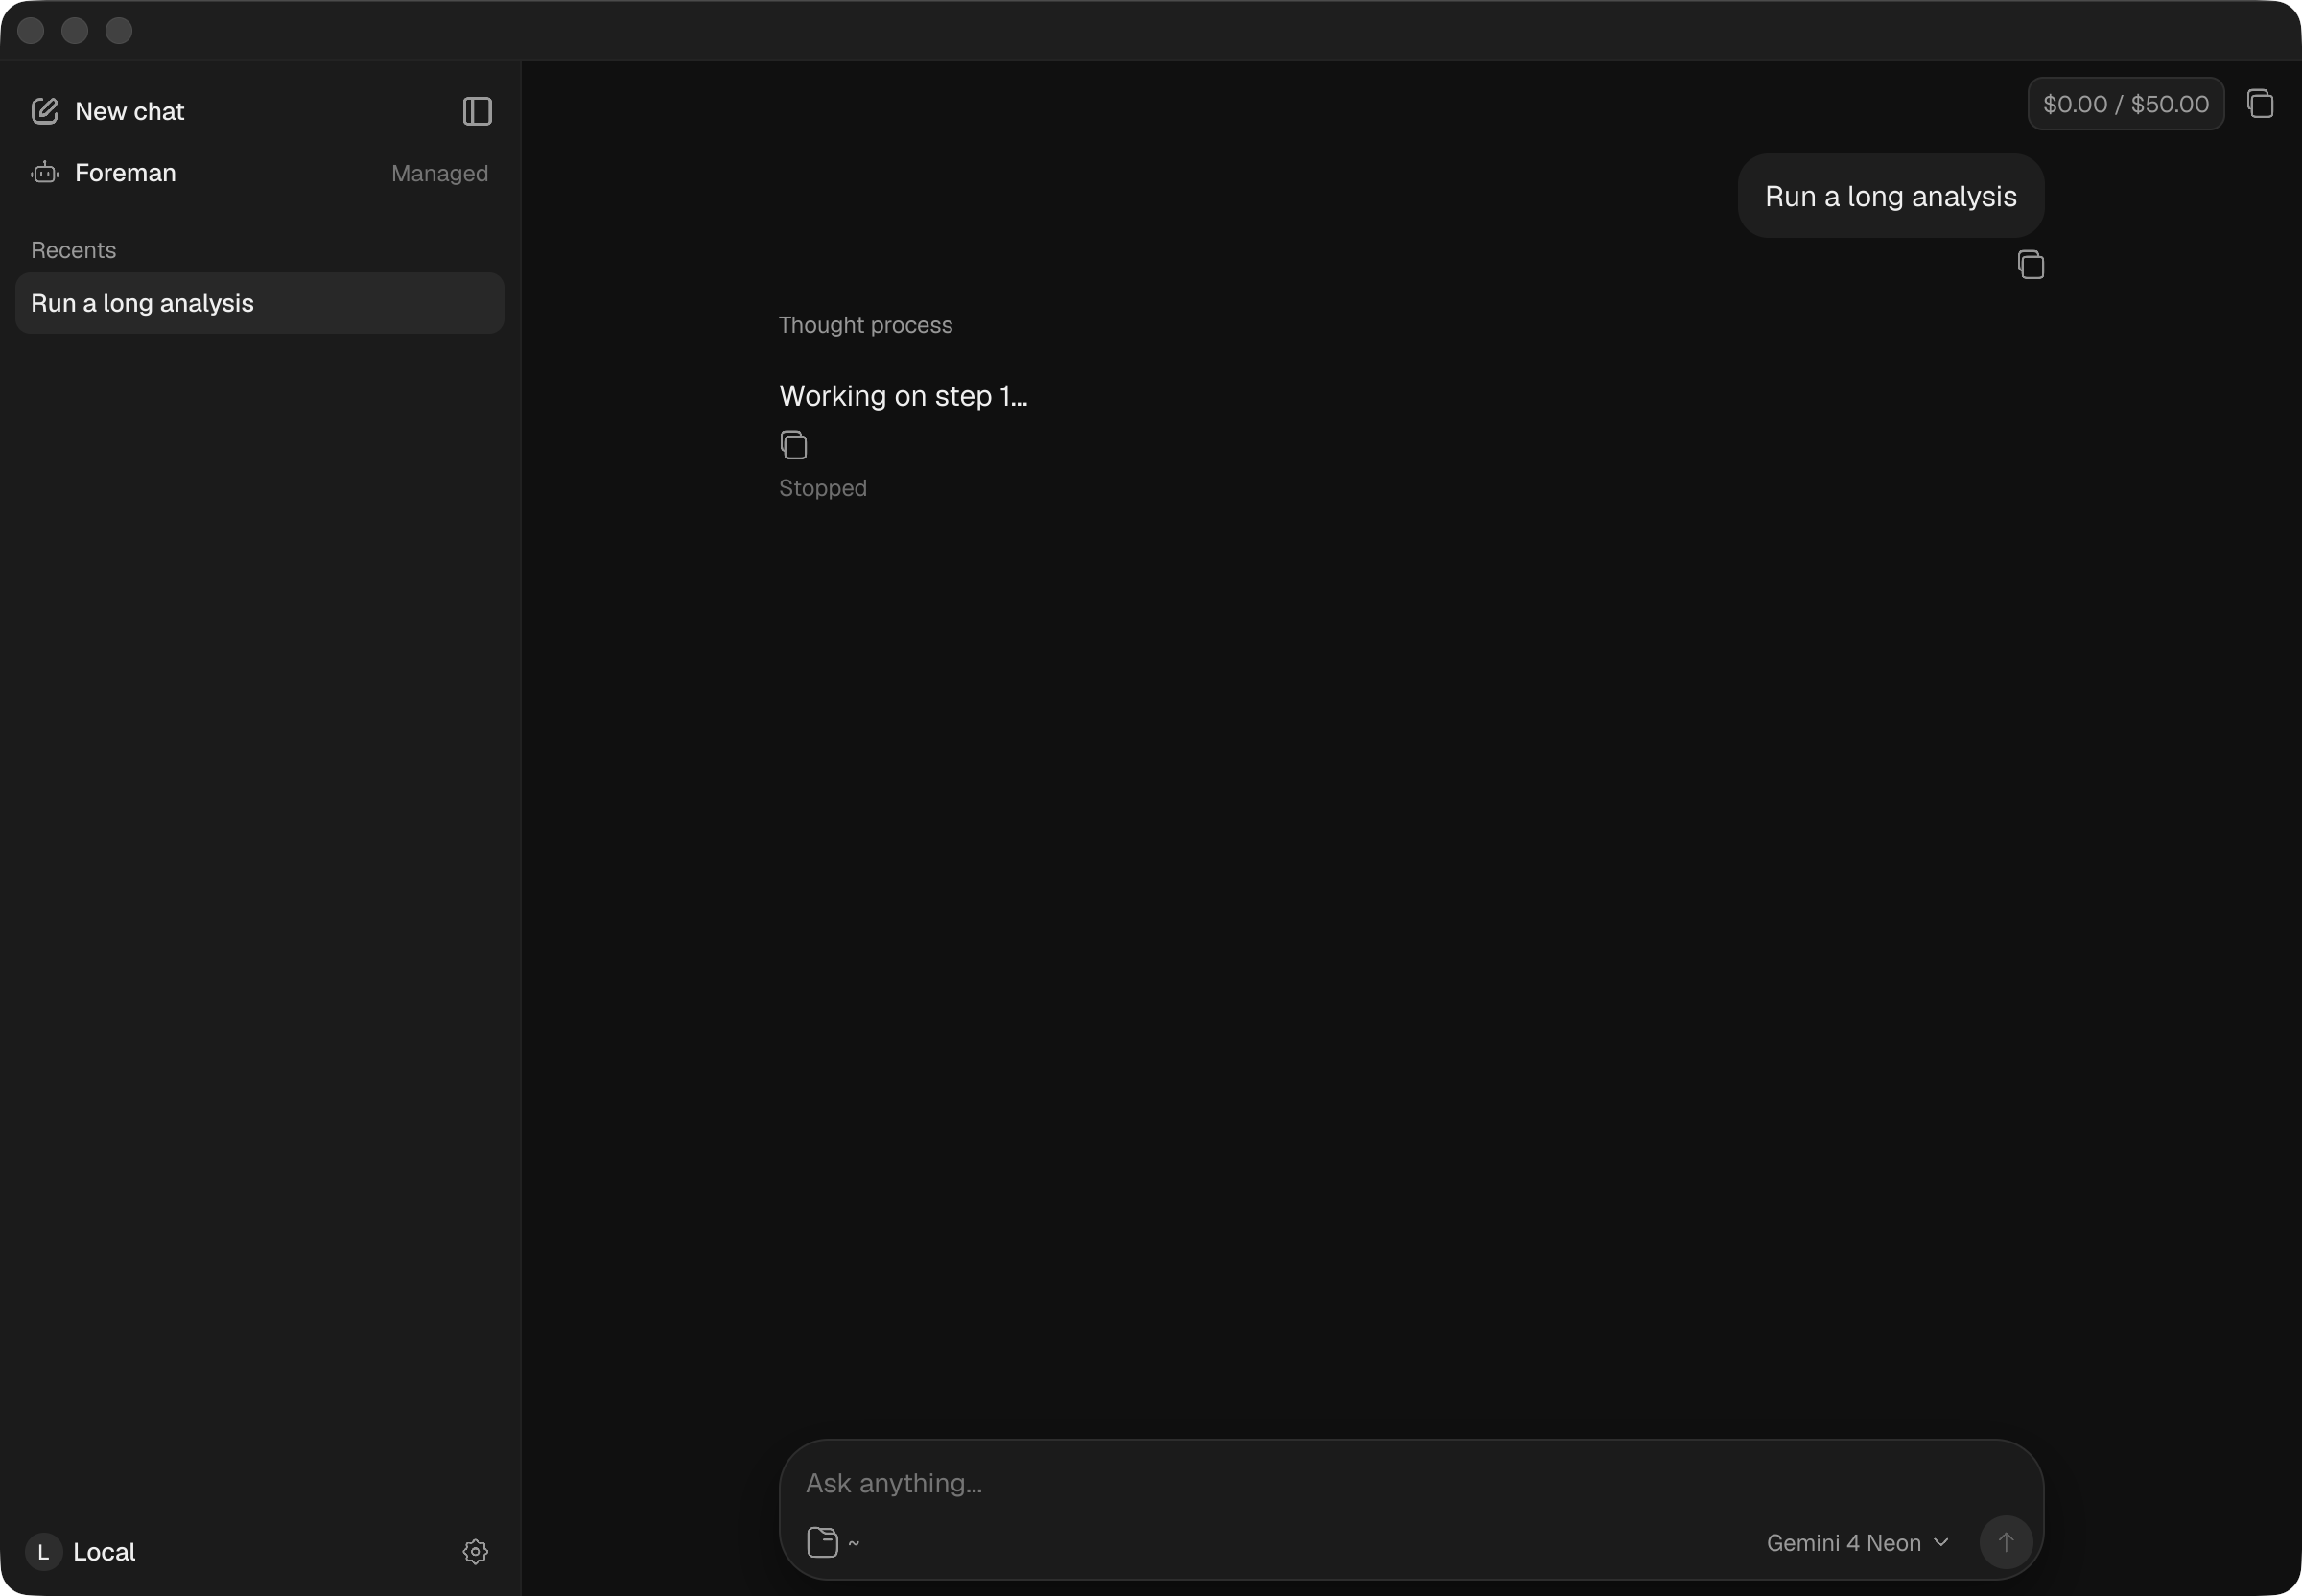 New chat
Foreman
Managed
Recents
Run a long analysis
$0.00 / $50.00
Run a long analysis
Thought process
Working on step 1...
Stopped
Ask anything...
~
Gemini 4 Neon
L
Local